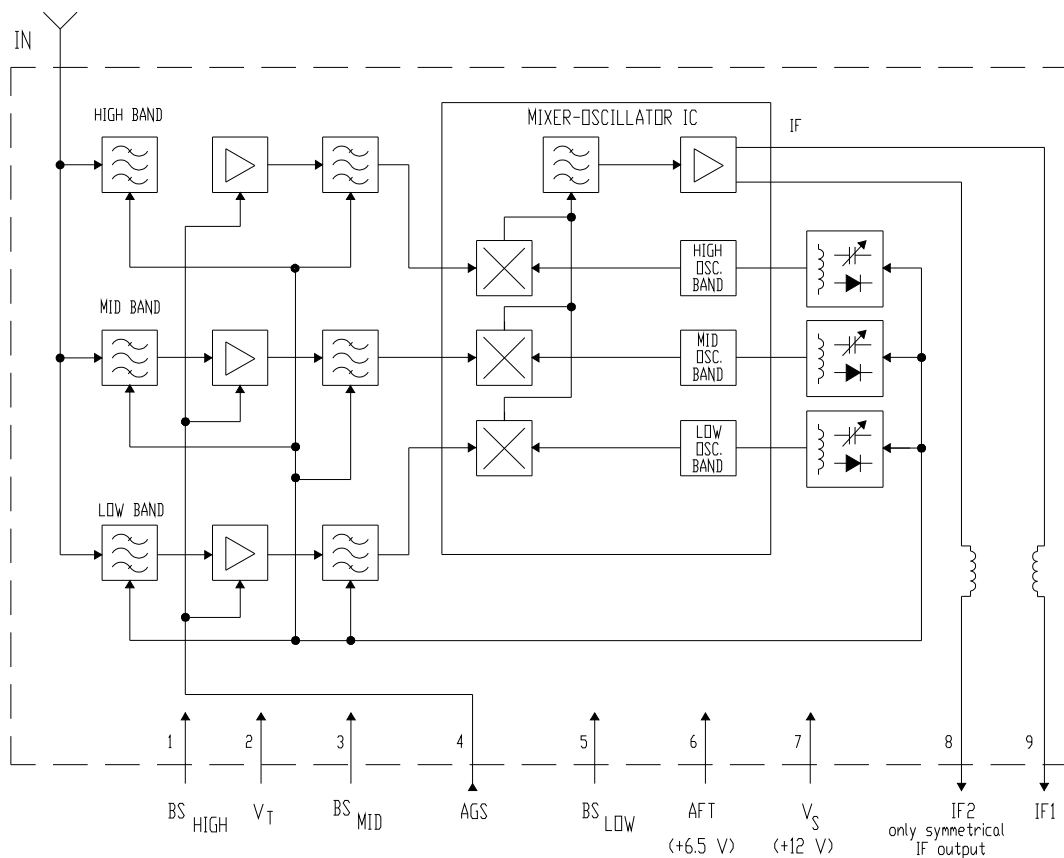 IN
HIGH BAND
MIXER-OSCILLATOR IC
IF
HIGH
OSC.
BAND
MID BAND
MID
OSC.
BAND
LOW
OSC.
BAND
LOW BAND
1
2
3
4
5
6
7
8
9
BS HIGH
VT
BS MID
AGS
BS LOW
AFT
(+6.5 V)
VS
(+12 V)
IF2
only symmetrical
IF output
IF1